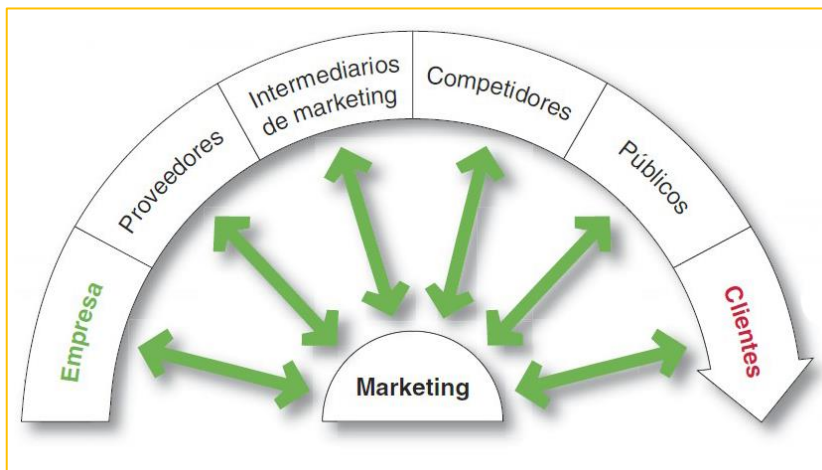 Empresa
Proveedores
Intermediarios
de marketing
Competidores
Públicos
Clientes
Marketing